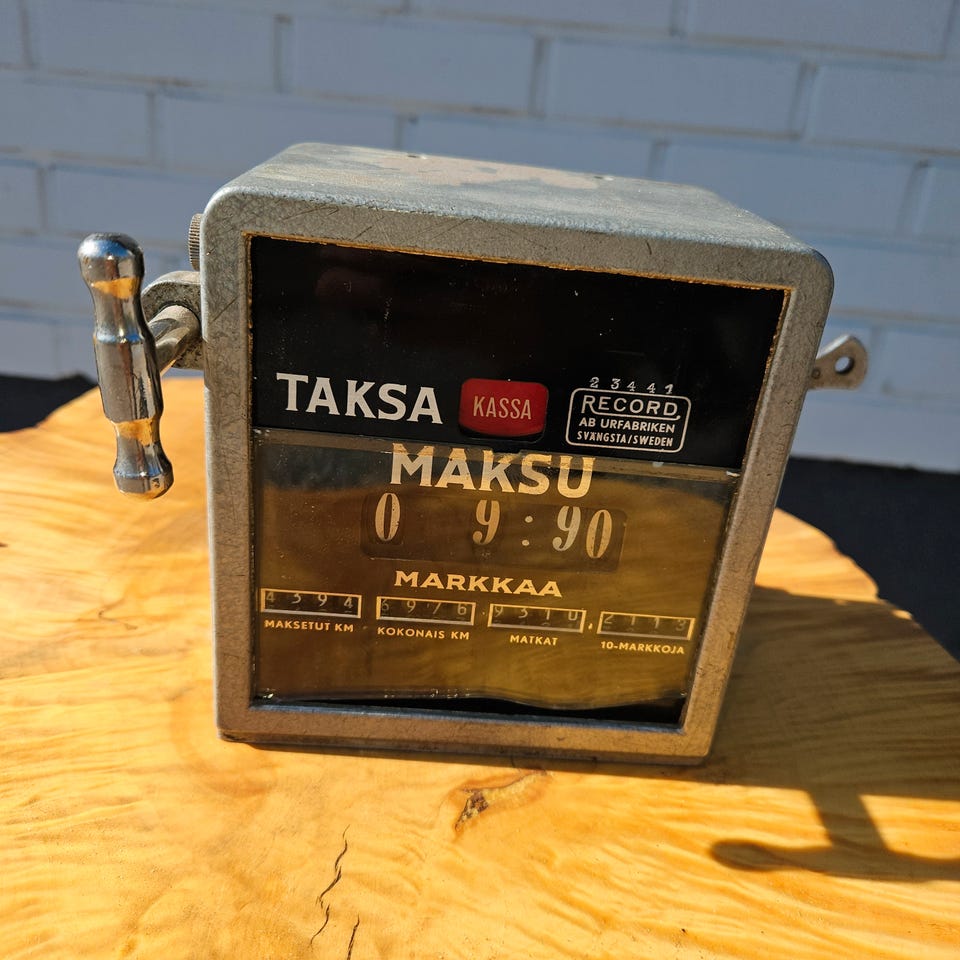 23441
TAKSA KASSA RECORD
AB URFABRIKEN
SVÄNGSTA/SWEDEN
MAKSU
0 9:90
MARKKAA
4394 6976 9310 2113
MAKSETUT KM KOKONAIS KM MATKAT 10-MARKKOJA